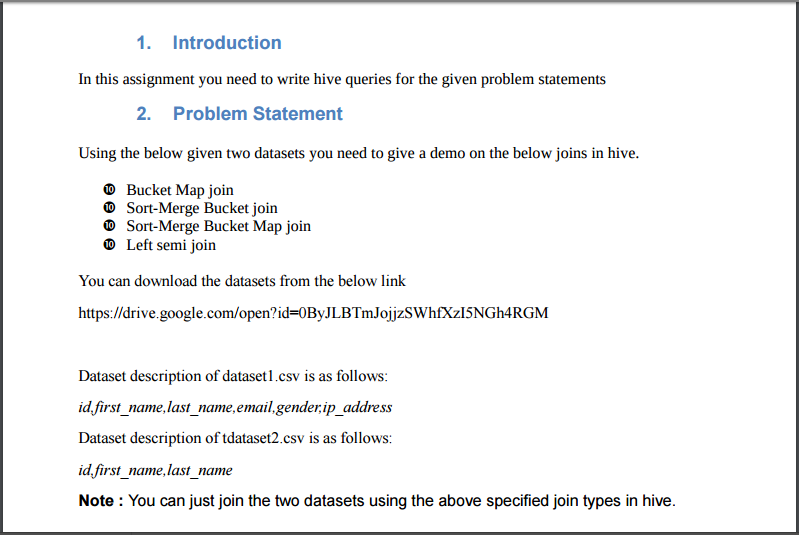 1. Introduction
In this assignment you need to write hive queries for the given problem statements
2. Problem Statement
Using the below given two datasets you need to give a demo on the below joins in hive.
❿ Bucket Map join
❿ Sort-Merge Bucket join
❿ Sort-Merge Bucket Map join
❿ Left semi join
You can download the datasets from the below link
https://drive.google.com/open?id=0ByJLBTmJojjzSWhfXzI5NGh4RGM
Dataset description of dataset1.csv is as follows:
id,first_name,last_name,email,gender,ip_address
Dataset description of tdataset2.csv is as follows:
id,first_name,last_name
Note : You can just join the two datasets using the above specified join types in hive.